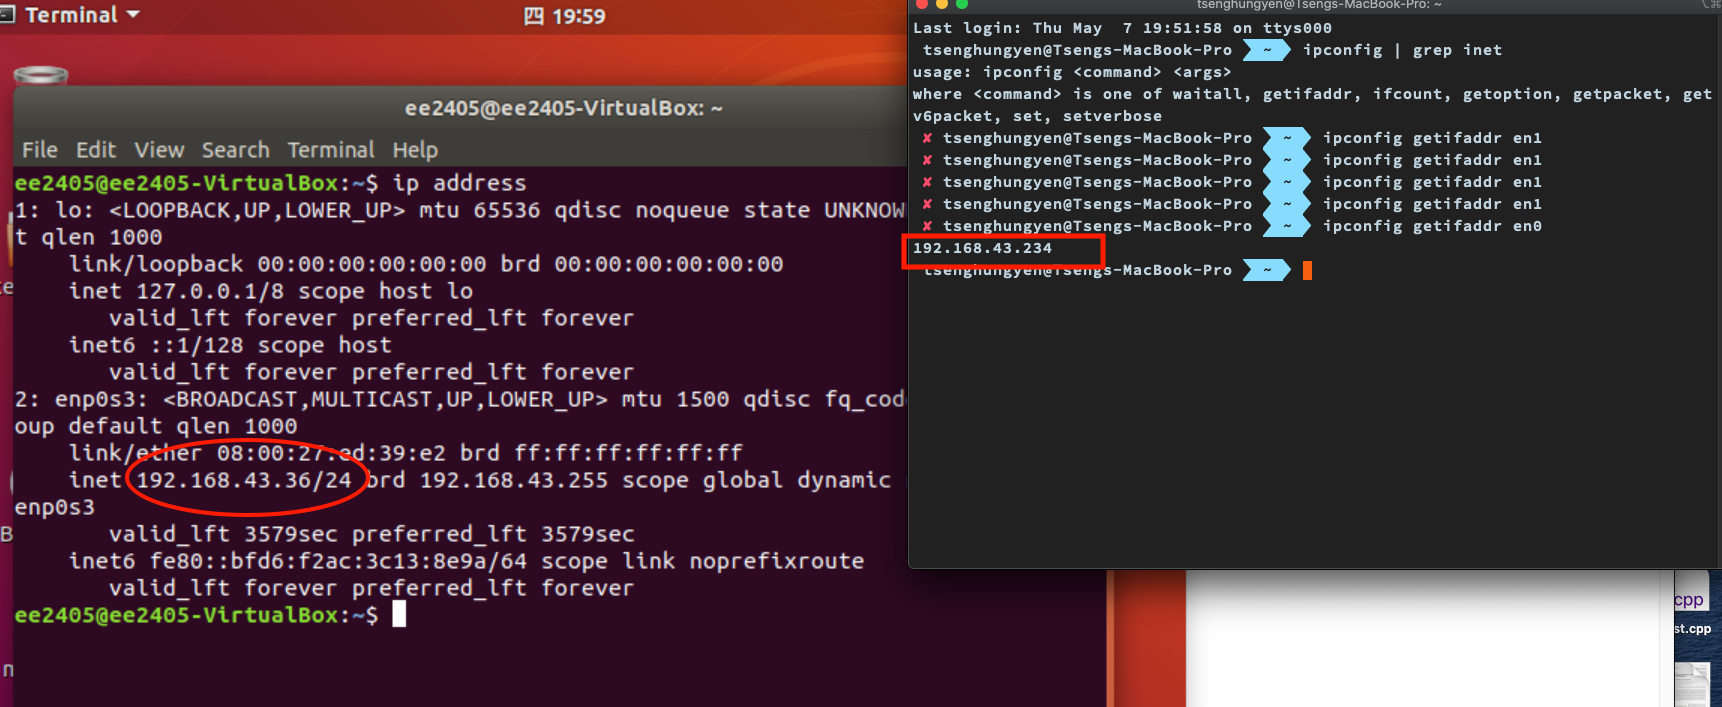 Terminal
四 19:59
ee2405@ee2405-VirtualBox: ~
File Edit View Search Terminal Help
ee2405@ee2405-VirtualBox:~$ ip address
1: lo: <LOOPBACK,UP,LOWER_UP> mtu 65536 qdisc noqueue state UNKNOW
t qlen 1000
link/loopback 00:00:00:00:00:00 brd 00:00:00:00:00:00
inet 127.0.0.1/8 scope host lo
valid_lft forever preferred_lft forever
inet6 ::1/128 scope host
valid_lft forever preferred_lft forever
2: enp0s3: <BROADCAST,MULTICAST,UP,LOWER_UP> mtu 1500 qdisc fq_cod
oup default qlen 1000
link/ether 08:00:27:ed:39:e2 brd ff:ff:ff:ff:ff:ff
inet 192.168.43.36/24 brd 192.168.43.255 scope global dynamic
enp0s3
valid_lft 3579sec preferred_lft 3579sec
inet6 fe80::bfd6:f2ac:3c13:8e9a/64 scope link noprefixroute
valid_lft forever preferred_lft forever
ee2405@ee2405-VirtualBox:~$
tsenghungyen@Tsengs-MacBook-Pro: ~
Last login: Thu May  7 19:51:58 on ttys000
tsenghungyen@Tsengs-MacBook-Pro ~ ipconfig | grep inet
usage: ipconfig <command> <args>
where <command> is one of waitall, getifaddr, ifcount, getoption, getpacket, get
v6packet, set, setverbose
✘ tsenghungyen@Tsengs-MacBook-Pro ~ ipconfig getifaddr en1
✘ tsenghungyen@Tsengs-MacBook-Pro ~ ipconfig getifaddr en1
✘ tsenghungyen@Tsengs-MacBook-Pro ~ ipconfig getifaddr en1
✘ tsenghungyen@Tsengs-MacBook-Pro ~ ipconfig getifaddr en1
✘ tsenghungyen@Tsengs-MacBook-Pro ~ ipconfig getifaddr en0
192.168.43.234
tsenghungyen@Tsengs-MacBook-Pro ~
cpp
st.cpp